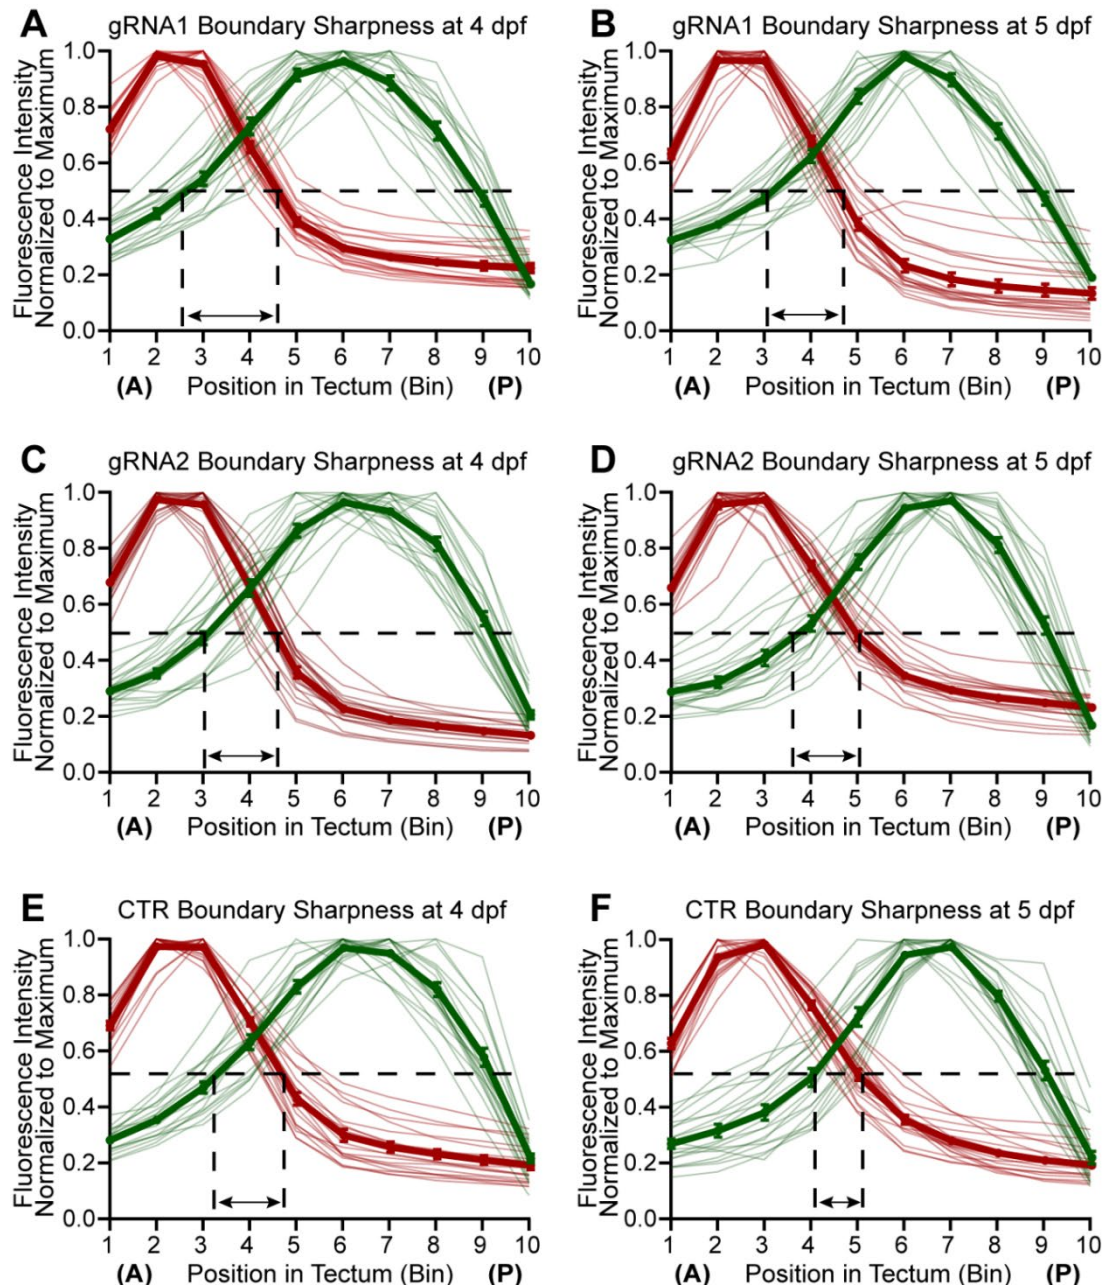 A
gRNA1 Boundary Sharpness at 4 dpf
Fluorescence Intensity
Normalized to Maximum
1.0
0.8
0.6
0.4
0.2
0.0
1 2 3 4 5 6 7 8 9 10
(A) Position in Tectum (Bin) (P)
B
gRNA1 Boundary Sharpness at 5 dpf
Fluorescence Intensity
Normalized to Maximum
1.0
0.8
0.6
0.4
0.2
0.0
1 2 3 4 5 6 7 8 9 10
(A) Position in Tectum (Bin) (P)
C
gRNA2 Boundary Sharpness at 4 dpf
Fluorescence Intensity
Normalized to Maximum
1.0
0.8
0.6
0.4
0.2
0.0
1 2 3 4 5 6 7 8 9 10
(A) Position in Tectum (Bin) (P)
D
gRNA2 Boundary Sharpness at 5 dpf
Fluorescence Intensity
Normalized to Maximum
1.0
0.8
0.6
0.4
0.2
0.0
1 2 3 4 5 6 7 8 9 10
(A) Position in Tectum (Bin) (P)
E
CTR Boundary Sharpness at 4 dpf
Fluorescence Intensity
Normalized to Maximum
1.0
0.8
0.6
0.4
0.2
0.0
1 2 3 4 5 6 7 8 9 10
(A) Position in Tectum (Bin) (P)
F
CTR Boundary Sharpness at 5 dpf
Fluorescence Intensity
Normalized to Maximum
1.0
0.8
0.6
0.4
0.2
0.0
1 2 3 4 5 6 7 8 9 10
(A) Position in Tectum (Bin) (P)